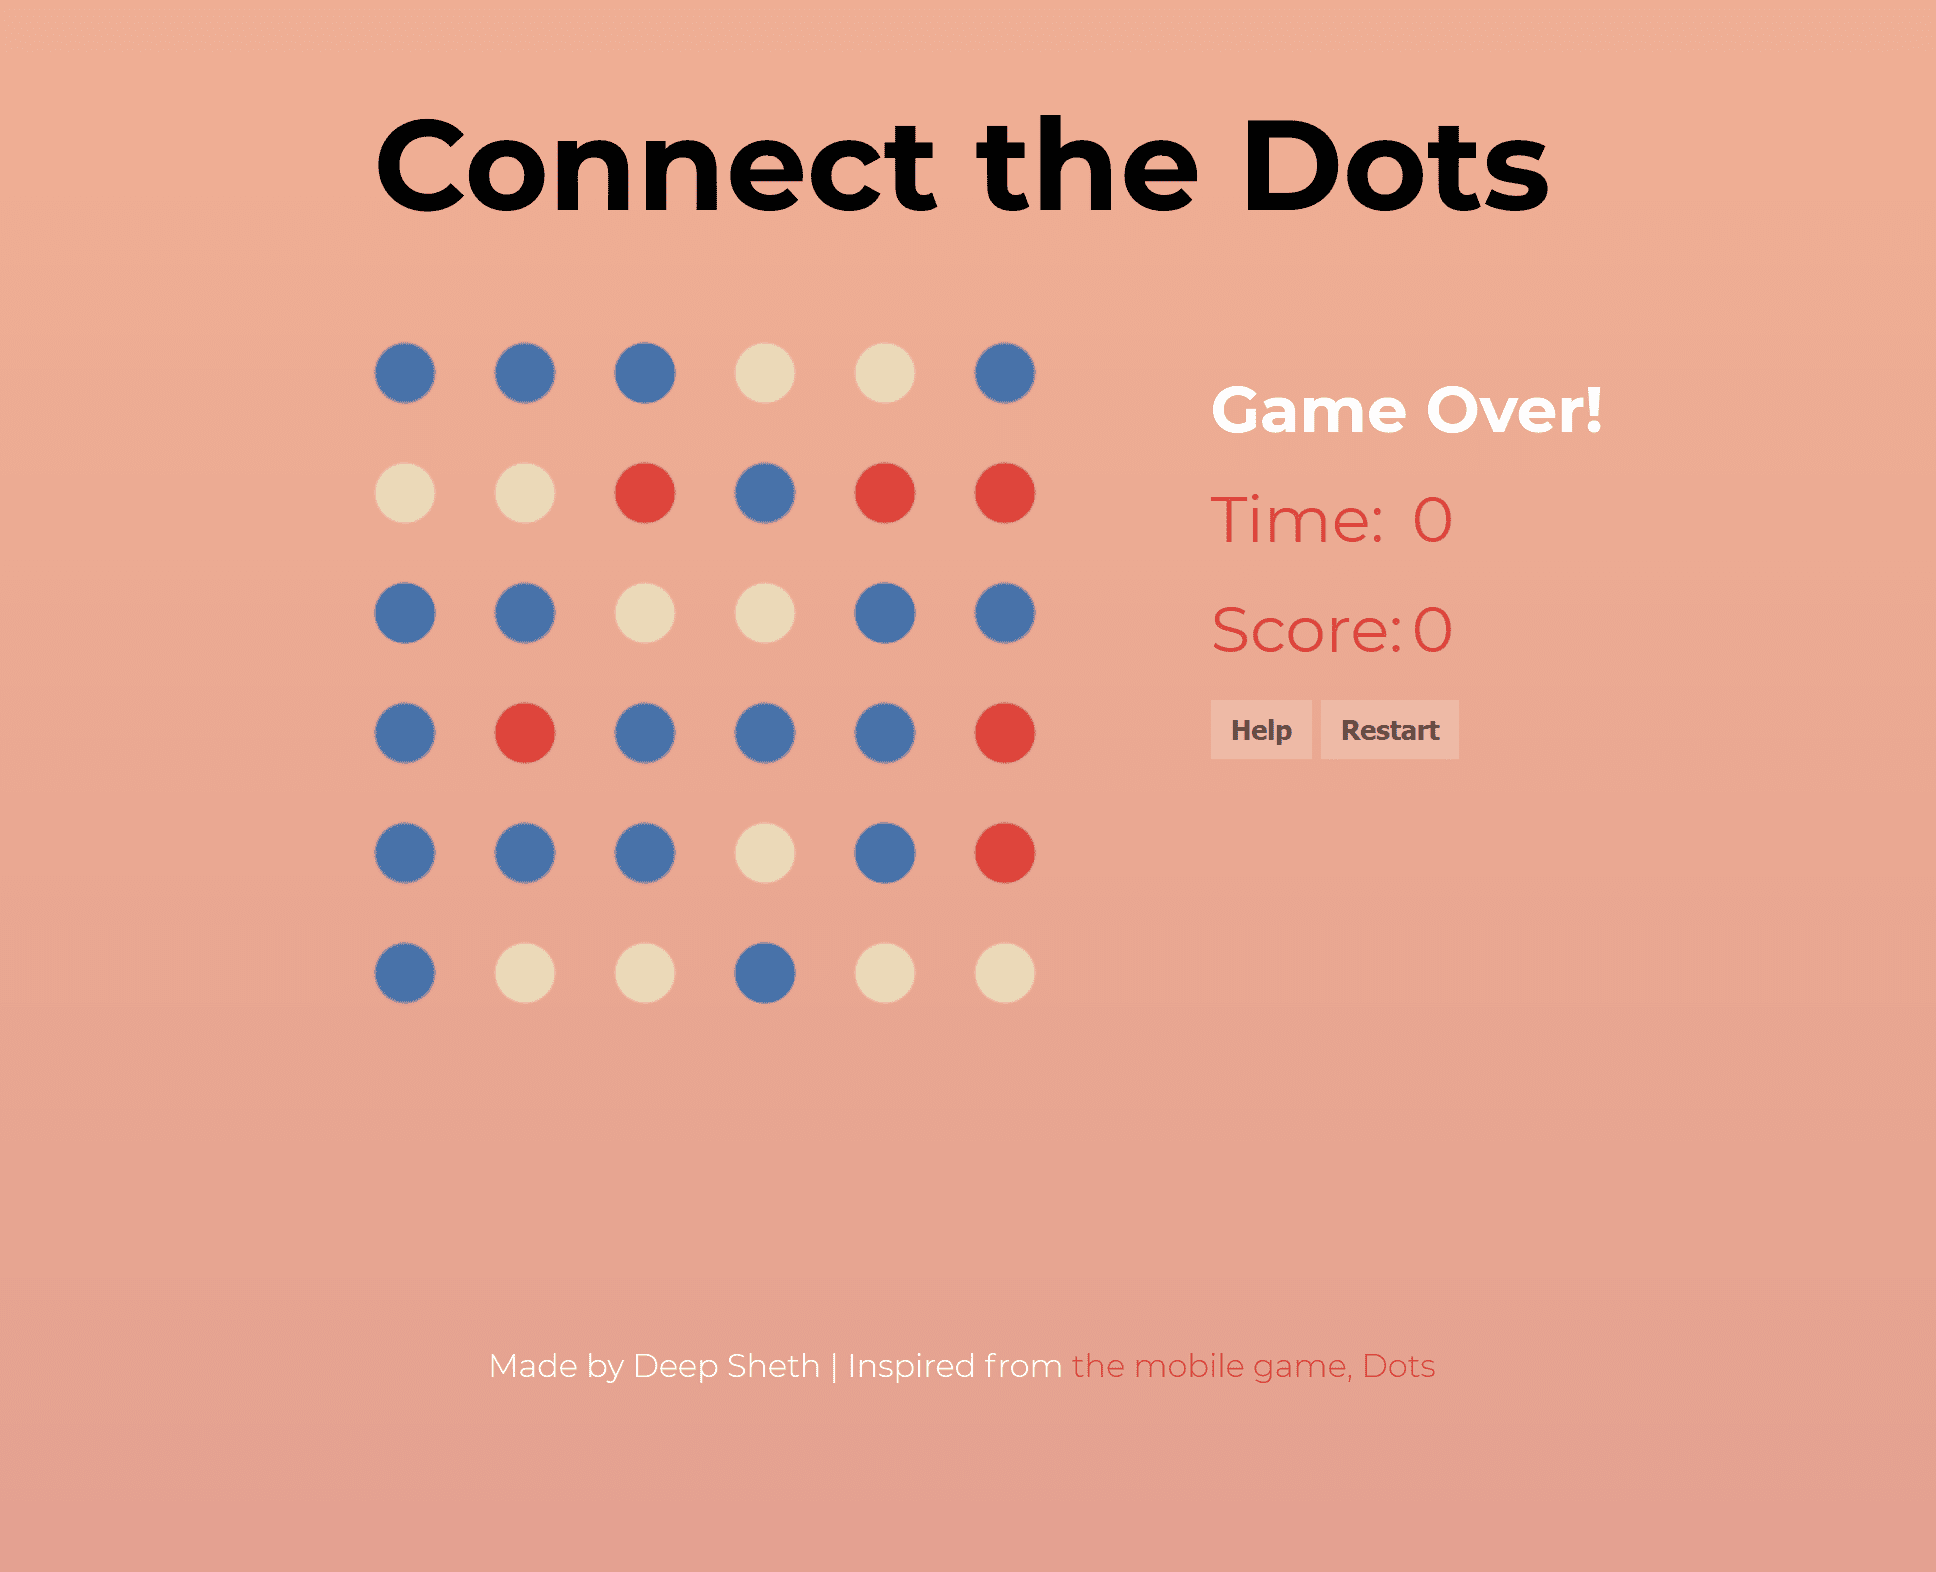 Connect the Dots
Game Over!
Time: 0
Score: 0
Help Restart
Made by Deep Sheth | Inspired from the mobile game, Dots